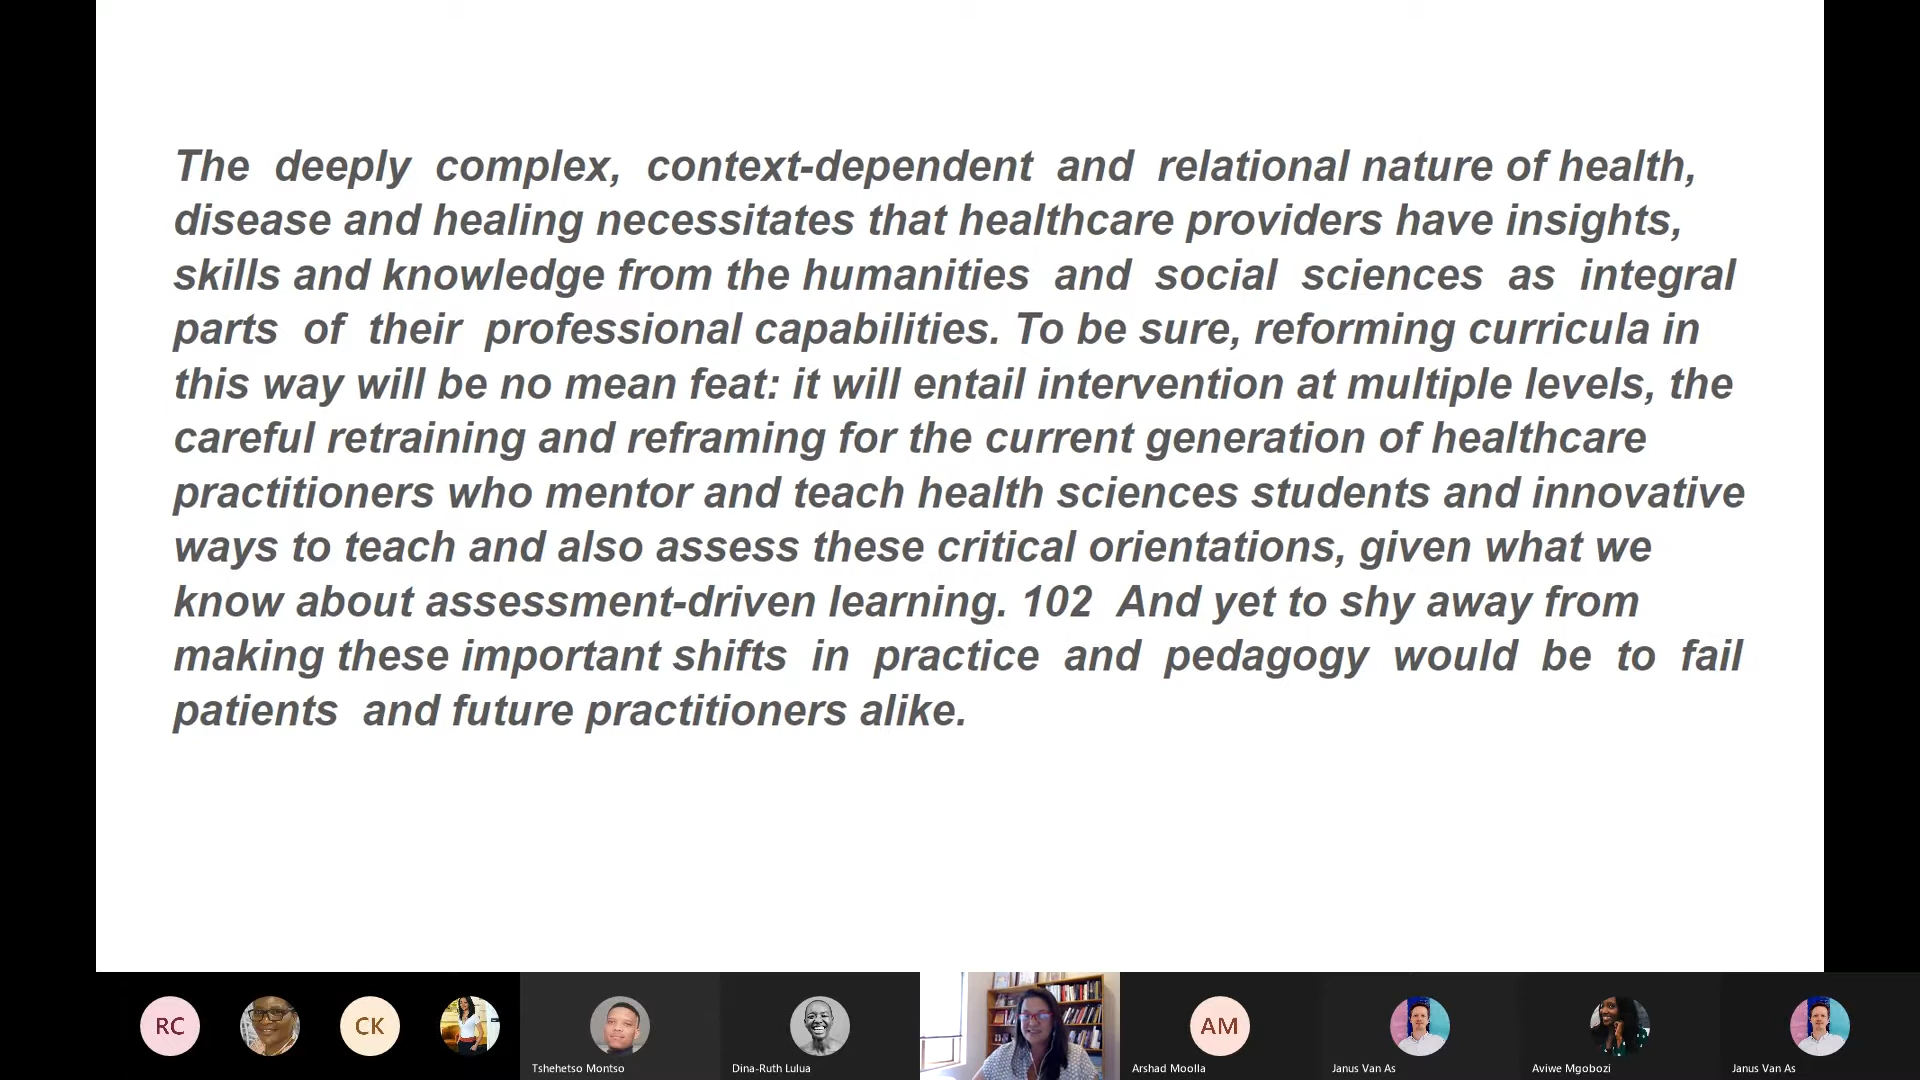 The deeply complex, context-dependent and relational nature of health,
disease and healing necessitates that healthcare providers have insights,
skills and knowledge from the humanities and social sciences as integral
parts of their professional capabilities. To be sure, reforming curricula in
this way will be no mean feat: it will entail intervention at multiple levels, the
careful retraining and reframing for the current generation of healthcare
practitioners who mentor and teach health sciences students and innovative
ways to teach and also assess these critical orientations, given what we
know about assessment-driven learning. 102 And yet to shy away from
making these important shifts in practice and pedagogy would be to fail
patients and future practitioners alike.
RC
CK
AM
Tshehetso Montso
Dina-Ruth Lulua
Arshad Moolla
Janus Van As
Aviwe Mgobozi
Janus Van As